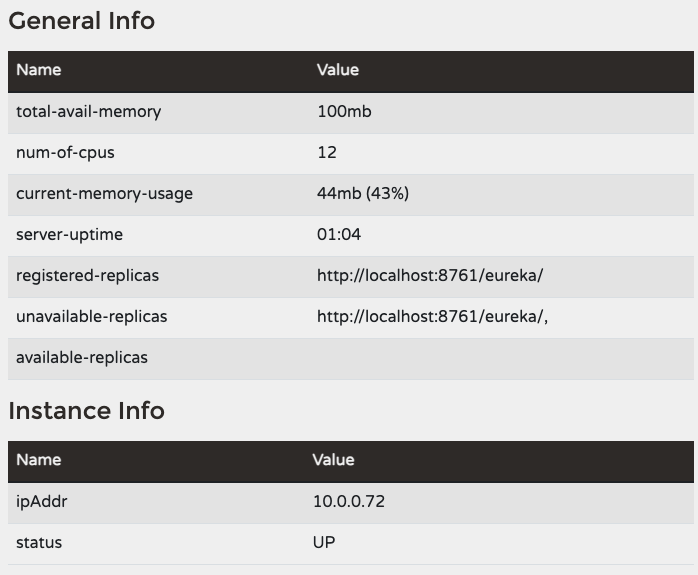 General Info
Name Value
total-avail-memory 100mb
num-of-cpus 12
current-memory-usage 44mb (43%)
server-uptime 01:04
registered-replicas http://localhost:8761/eureka/
unavailable-replicas http://localhost:8761/eureka/,
available-replicas
Instance Info
Name Value
ipAddr 10.0.0.72
status UP